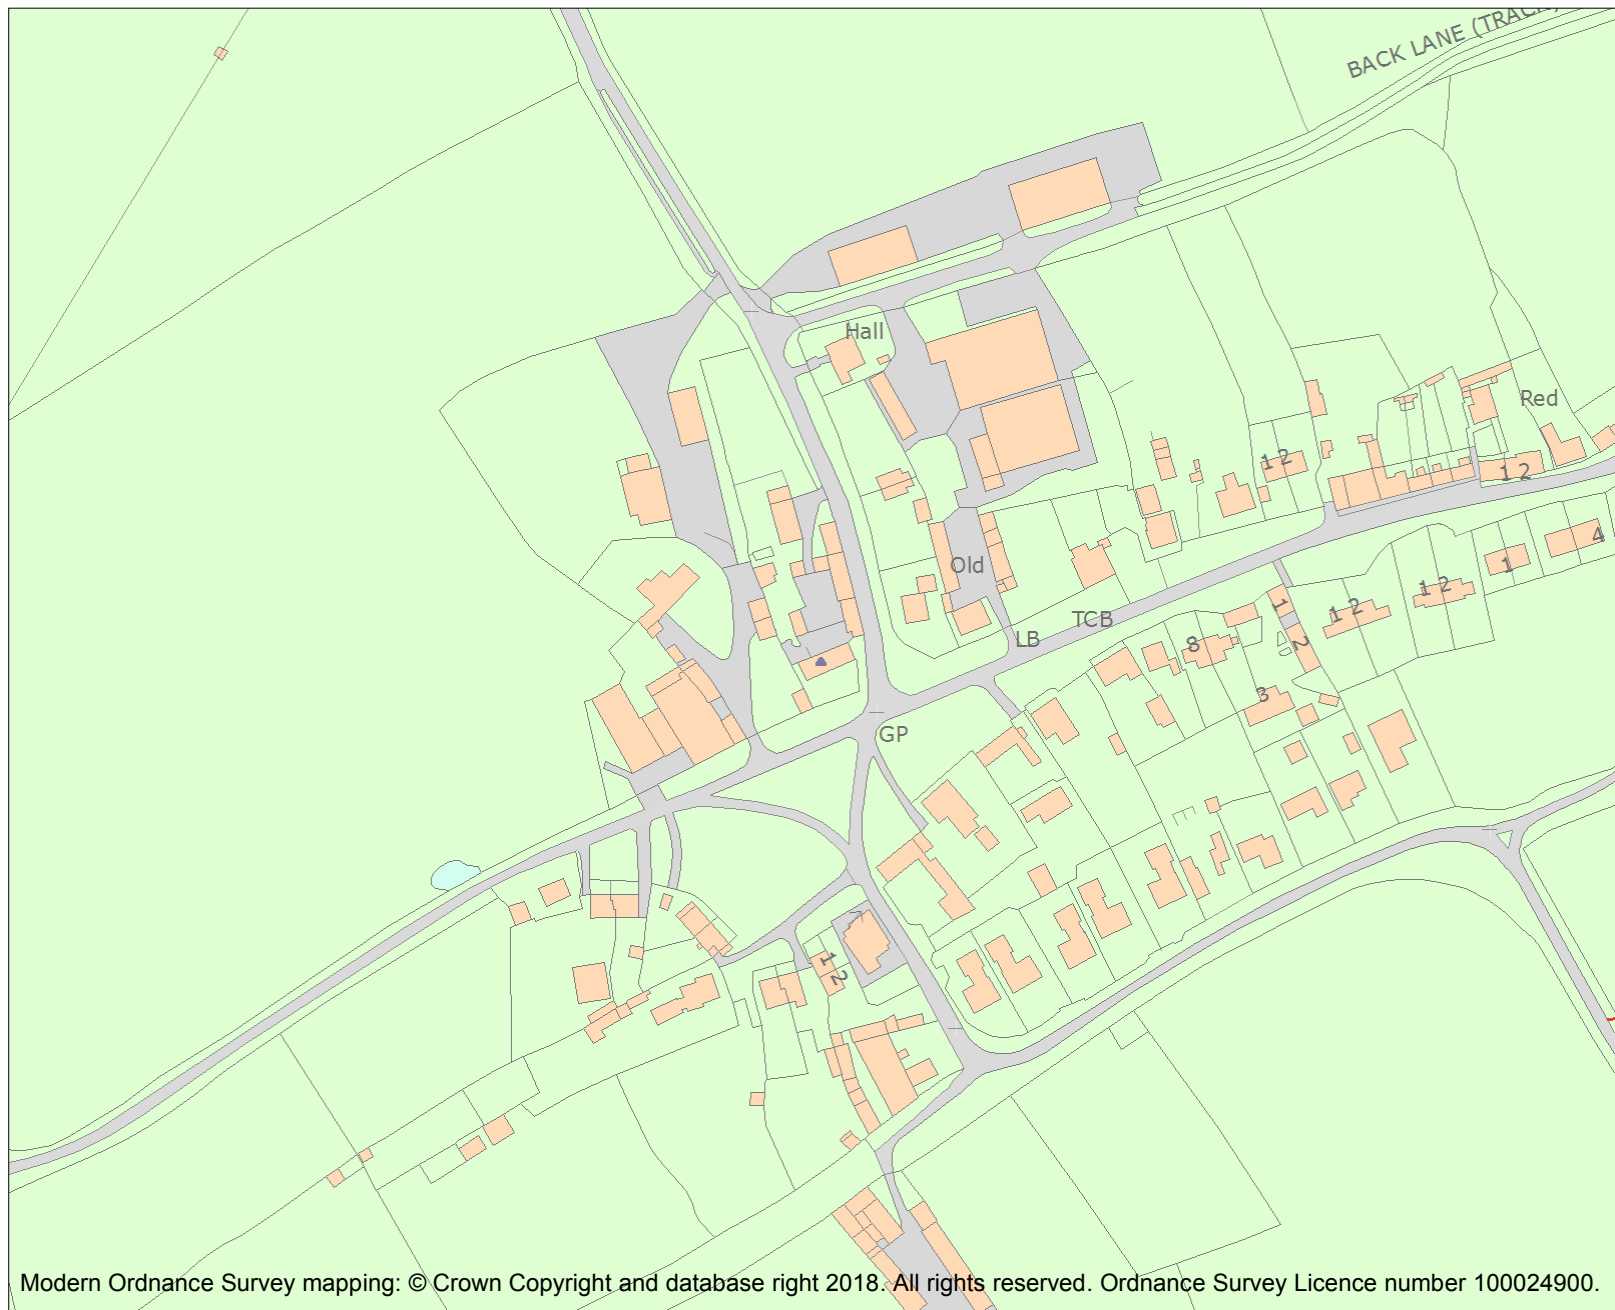 BACK LANE (TRACK)
Hall
Red
1 2
1 2
4
Old
1
1 2
1
1 2
TCB
LB
2
8
3
GP
1 2
Modern Ordnance Survey mapping: © Crown Copyright and database right 2018. All rights reserved. Ordnance Survey Licence number 100024900.